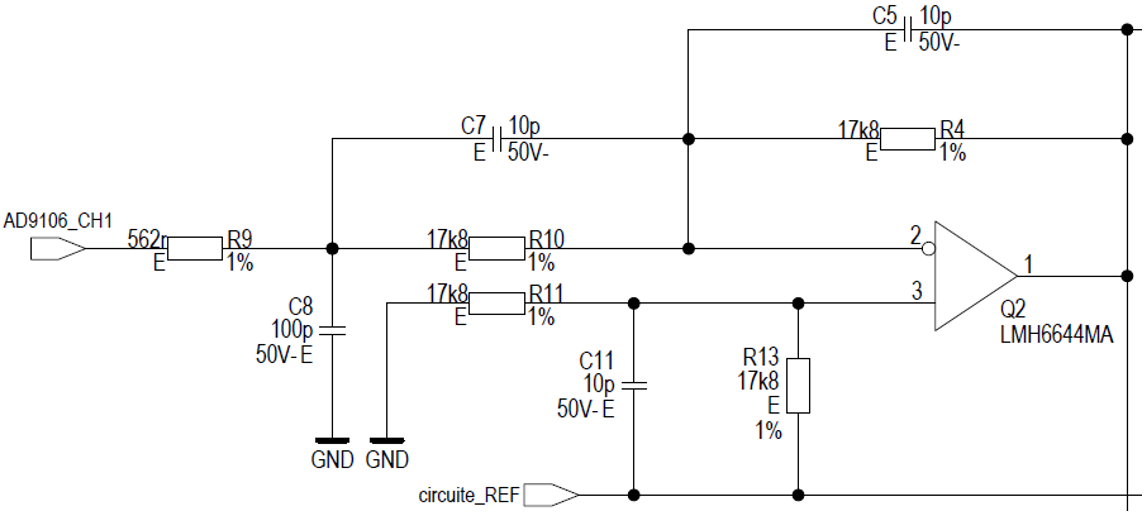 C5 10p
E 50V-
C7 10p
E 50V-
17k8 R4
E 1%
AD9106_CH1
562r R9
E 1%
17k8 R10
E 1%
2
1
17k8 R11
E 1%
3
Q2
LMH6644MA
C8
100p
50V- E
C11
10p
50V- E
R13
17k8
E
1%
GND GND
circuite_REF